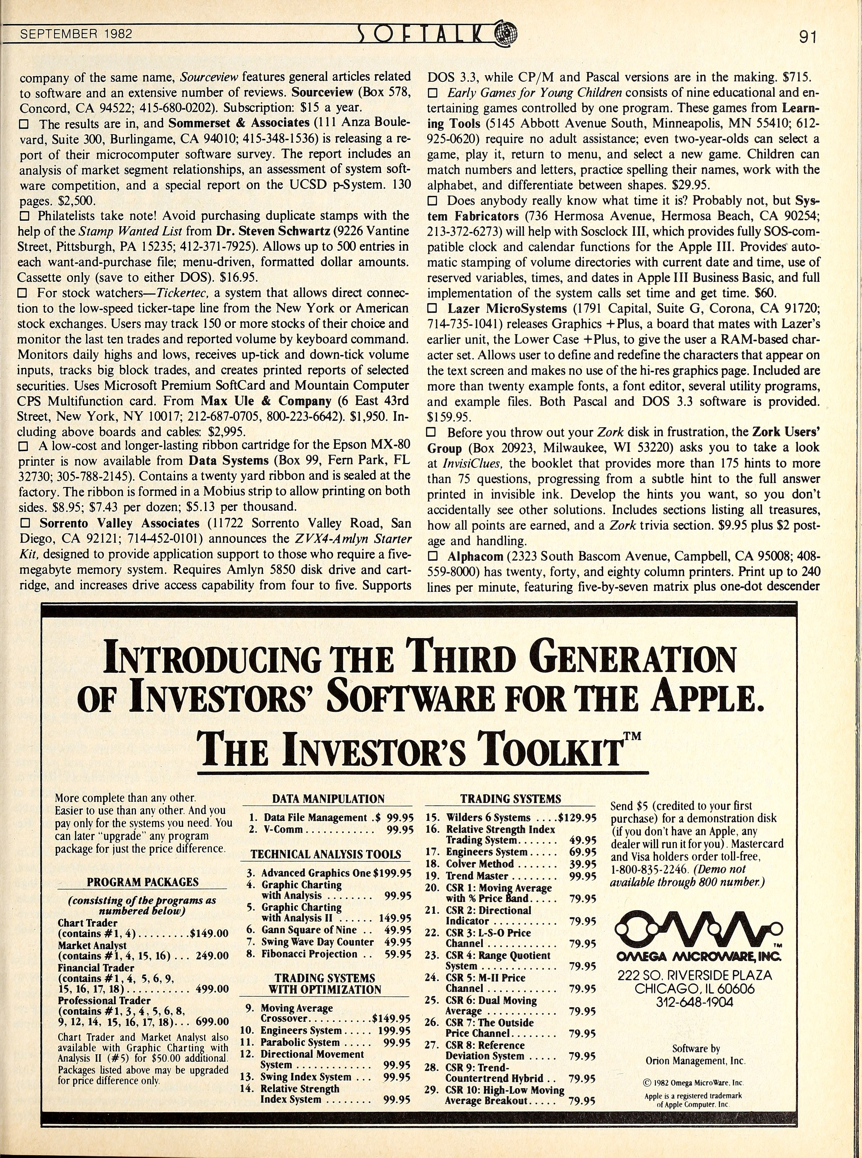 SEPTEMBER 1982
SOFTALK
91
company of the same name, Sourceview features general articles related
to software and an extensive number of reviews. Sourceview (Box 578,
Concord, CA 94522; 415-680-0202). Subscription: $15 a year.
□ The results are in, and Sommerset & Associates (111 Anza Boule-
vard, Suite 300, Burlingame, CA 94010; 415-348-1536) is releasing a re-
port of their microcomputer software survey. The report includes an
analysis of market segment relationships, an assessment of system soft-
ware competition, and a special report on the UCSD p-System. 130
pages. $2,500.
□ Philatelists take note! Avoid purchasing duplicate stamps with the
help of the Stamp Wanted List from Dr. Steven Schwartz (9226 Vantine
Street, Pittsburgh, PA 15235; 412-371-7925). Allows up to 500 entries in
each want-and-purchase file; menu-driven, formatted dollar amounts.
Cassette only (save to either DOS). $16.95.
□ For stock watchers—Tickertec, a system that allows direct connec-
tion to the low-speed ticker-tape line from the New York or American
stock exchanges. Users may track 150 or more stocks of their choice and
monitor the last ten trades and reported volume by keyboard command.
Monitors daily highs and lows, receives up-tick and down-tick volume
inputs, tracks big block trades, and creates printed reports of selected
securities. Uses Microsoft Premium SoftCard and Mountain Computer
CPS Multifunction card. From Max Ule & Company (6 East 43rd
Street, New York, NY 10017; 212-687-0705, 800-223-6642). $1,950. In-
cluding above boards and cables: $2,995.
□ A low-cost and longer-lasting ribbon cartridge for the Epson MX-80
printer is now available from Data Systems (Box 99, Fern Park, FL
32730; 305-788-2145). Contains a twenty yard ribbon and is sealed at the
factory. The ribbon is formed in a Mobius strip to allow printing on both
sides. $8.95; $7.43 per dozen; $5.13 per thousand.
□ Sorrento Valley Associates (11722 Sorrento Valley Road, San
Diego, CA 92121; 714-452-0101) announces the ZVX4-Amlyn Starter
Kit, designed to provide application support to those who require a five-
megabyte memory system. Requires Amlyn 5850 disk drive and cart-
ridge, and increases drive access capability from four to five. Supports
DOS 3.3, while CP/M and Pascal versions are in the making. $715.
□ Early Games for Young Children consists of nine educational and en-
tertaining games controlled by one program. These games from Learn-
ing Tools (5145 Abbott Avenue South, Minneapolis, MN 55410; 612-
925-0620) require no adult assistance; even two-year-olds can select a
game, play it, return to menu, and select a new game. Children can
match numbers and letters, practice spelling their names, work with the
alphabet, and differentiate between shapes. $29.95.
□ Does anybody really know what time it is? Probably not, but Sys-
tem Fabricators (736 Hermosa Avenue, Hermosa Beach, CA 90254;
213-372-6273) will help with Sosclock III, which provides fully SOS-com-
patible clock and calendar functions for the Apple III. Provides auto-
matic stamping of volume directories with current date and time, use of
reserved variables, times, and dates in Apple III Business Basic, and full
implementation of the system calls set time and get time. $60.
□ Lazer MicroSystems (1791 Capital, Suite G, Corona, CA 91720;
714-735-1041) releases Graphics +Plus, a board that mates with Lazer's
earlier unit, the Lower Case +Plus, to give the user a RAM-based char-
acter set. Allows user to define and redefine the characters that appear on
the text screen and makes no use of the hi-res graphics page. Included are
more than twenty example fonts, a font editor, several utility programs,
and example files. Both Pascal and DOS 3.3 software is provided.
$159.95.
□ Before you throw out your Zork disk in frustration, the Zork Users'
Group (Box 20923, Milwaukee, WI 53220) asks you to take a look
at InvisiClues, the booklet that provides more than 175 hints to more
than 75 questions, progressing from a subtle hint to the full answer
printed in invisible ink. Develop the hints you want, so you don't
accidentally see other solutions. Includes sections listing all treasures,
how all points are earned, and a Zork trivia section. $9.95 plus $2 post-
age and handling.
□ Alphacom (2323 South Bascom Avenue, Campbell, CA 95008; 408-
559-8000) has twenty, forty, and eighty column printers. Print up to 240
lines per minute, featuring five-by-seven matrix plus one-dot descender
INTRODUCING THE THIRD GENERATION
OF INVESTORS' SOFTWARE FOR THE APPLE.
THE INVESTOR'S TOOLKIT™
More complete than any other.
Easier to use than any other. And you
pay only for the systems you need. You
can later "upgrade" any program
package for just the price difference.
PROGRAM PACKAGES
(consisting of the programs as
numbered below)
Chart Trader
(contains #1, 4).........$149.00
Market Analyst
(contains #1, 4, 15, 16) ... 249.00
Financial Trader
(contains #1, 4, 5, 6, 9,
15, 16, 17, 18).......... 499.00
Professional Trader
(contains #1, 3, 4, 5, 6, 8,
9, 12, 14, 15, 16, 17, 18)... 699.00
Chart Trader and Market Analyst also
available with Graphic Charting with
Analysis II (#5) for $50.00 additional.
Packages listed above may be upgraded
for price difference only.
DATA MANIPULATION
1. Data File Management .$ 99.95
2. V-Comm ............ 99.95
TECHNICAL ANALYSIS TOOLS
3. Advanced Graphics One $199.95
4. Graphic Charting
with Analysis ........ 99.95
5. Graphic Charting
with Analysis II ...... 149.95
6. Gann Square of Nine .. 49.95
7. Swing Wave Day Counter 49.95
8. Fibonacci Projection .. 59.95
TRADING SYSTEMS
WITH OPTIMIZATION
9. Moving Average
Crossover...........$149.95
10. Engineers System..... 199.95
11. Parabolic System ..... 99.95
12. Directional Movement
System .............. 99.95
13. Swing Index System ... 99.95
14. Relative Strength
Index System ........ 99.95
TRADING SYSTEMS
15. Wilders 6 Systems ....$129.95
16. Relative Strength Index
Trading System....... 49.95
17. Engineers System..... 69.95
18. Colver Method ....... 39.95
19. Trend Master ........ 99.95
20. CSR 1: Moving Average
with % Price Band..... 79.95
21. CSR 2: Directional
Indicator ........... 79.95
22. CSR 3: L-S-O Price
Channel ............ 79.95
23. CSR 4: Range Quotient
System ............. 79.95
24. CSR 5: M-II Price
Channel ............ 79.95
25. CSR 6: Dual Moving
Average ............ 79.95
26. CSR 7: The Outside
Price Channel........ 79.95
27. CSR 8: Reference
Deviation System ..... 79.95
28. CSR 9: Trend-
Countertrend Hybrid .. 79.95
29. CSR 10: High-Low Moving
Average Breakout..... 79.95
Send $5 (credited to your first
purchase) for a demonstration disk
(if you don't have an Apple, any
dealer will run it for you). Mastercard
and Visa holders order toll-free,
1-800-835-2246. (Demo not
available through 800 number.)
™
OMEGA MICROWARE, INC.
222 SO. RIVERSIDE PLAZA
CHICAGO, IL 60606
312-648-1904
Software by
Orion Management, Inc.
© 1982 Omega MicroWare, Inc.
Apple is a registered trademark
of Apple Computer, Inc.